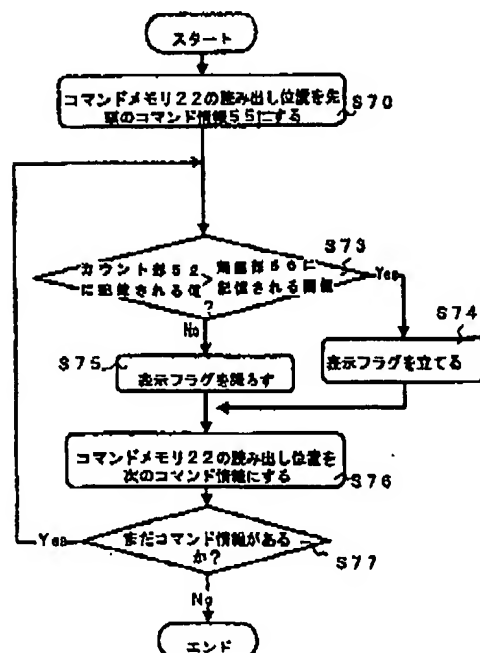 スタート
コマンドメモリ22の読み出し位置を先
頭のコマンド情報55にする
S70
S73
カウント部52 > 閾値部56に
に記憶される値 記憶される閾値
?
Yes
No
S74
表示フラグを立てる
S75
表示フラグを降ろす
コマンドメモリ22の読み出し位置を
次のコマンド情報にする
S76
まだコマンド情報がある
か?
Yes
S77
No
エンド